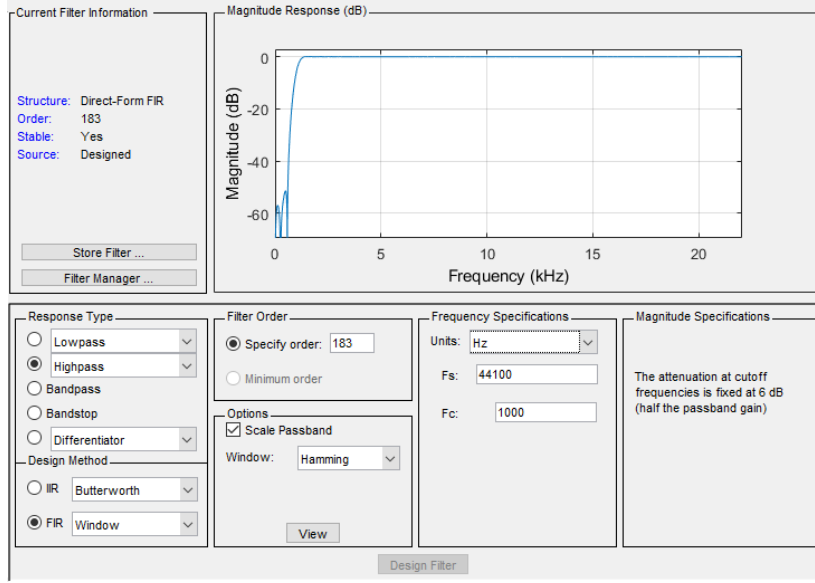 Current Filter Information
Structure: Direct-Form FIR
Order: 183
Stable: Yes
Source: Designed
Store Filter ...
Filter Manager ...
Magnitude Response (dB)
Magnitude (dB)
0
-20
-40
-60
0 5 10 15 20
Frequency (kHz)
Response Type
Lowpass
Highpass
Bandpass
Bandstop
Differentiator
Design Method
IIR Butterworth
FIR Window
Filter Order
Specify order: 183
Minimum order
Options
Scale Passband
Window: Hamming
View
Frequency Specifications
Units: Hz
Fs: 44100
Fc: 1000
Magnitude Specifications
The attenuation at cutoff
frequencies is fixed at 6 dB
(half the passband gain)
Design Filter